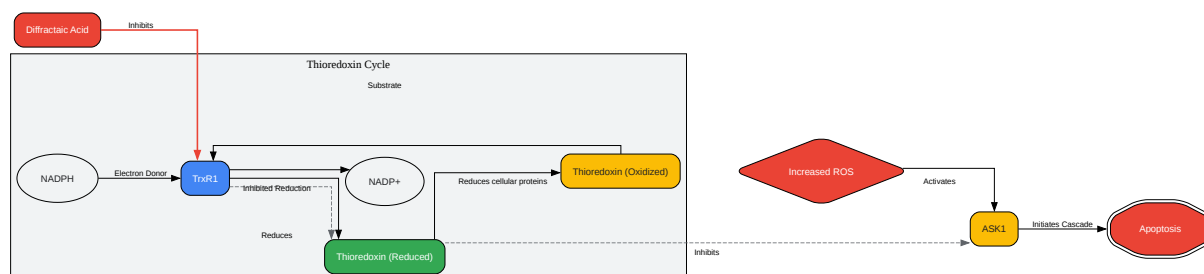 Diffractaic Acid
Inhibits
Thioredoxin Cycle
Substrate
NADPH
Electron Donor
TrxR1
Inhibited Reduction
NADP+
Reduces cellular proteins
Thioredoxin (Oxidized)
Reduces
Thioredoxin (Reduced)
Inhibits
Increased ROS
Activates
ASK1
Initiates Cascade
Apoptosis